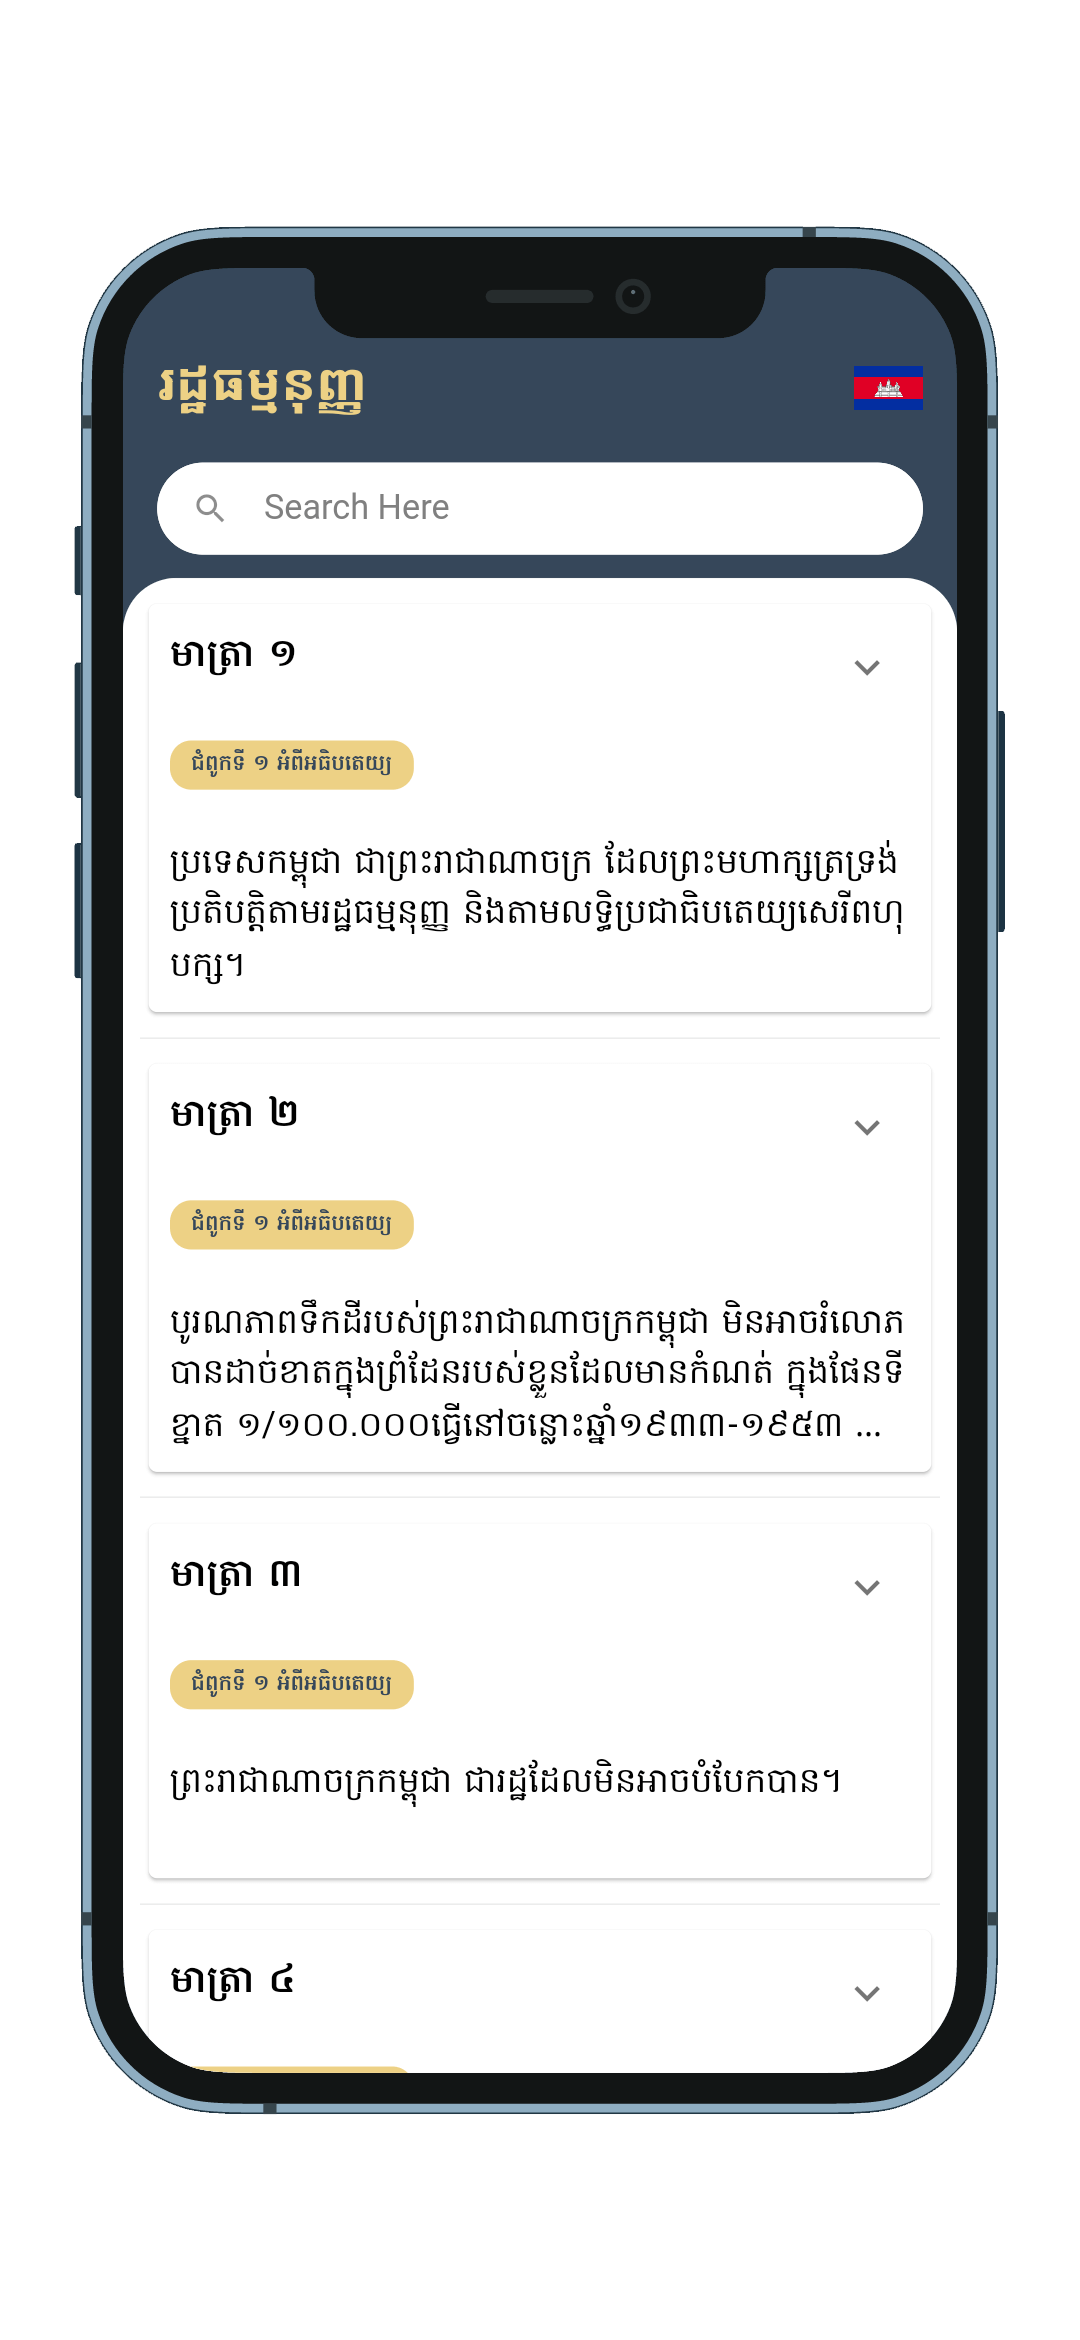 រដ្ឋធម្មនុញ្ញ
Search Here
មាត្រា ១
ជំពូកទី ១ អំពីអធិបតេយ្យ
ប្រទេសកម្ពុជា ជាព្រះរាជាណាចក្រ ដែលព្រះមហាក្សត្រទ្រង់
ប្រតិបត្តិតាមរដ្ឋធម្មនុញ្ញ និងតាមលទ្ធិប្រជាធិបតេយ្យសេរីពហុ
បក្ស។
មាត្រា ២
ជំពូកទី ១ អំពីអធិបតេយ្យ
បូរណភាពទឹកដីរបស់ព្រះរាជាណាចក្រកម្ពុជា មិនអាចរំលោភ
បានដាច់ខាតក្នុងព្រំដែនរបស់ខ្លួនដែលមានកំណត់ ក្នុងផែនទី
ខ្នាត ១/១០០.០០០ធ្វើនៅចន្លោះឆ្នាំ១៩៣៣-១៩៥៣ ...
មាត្រា ៣
ជំពូកទី ១ អំពីអធិបតេយ្យ
ព្រះរាជាណាចក្រកម្ពុជា ជារដ្ឋដែលមិនអាចបំបែកបាន។
មាត្រា ៤